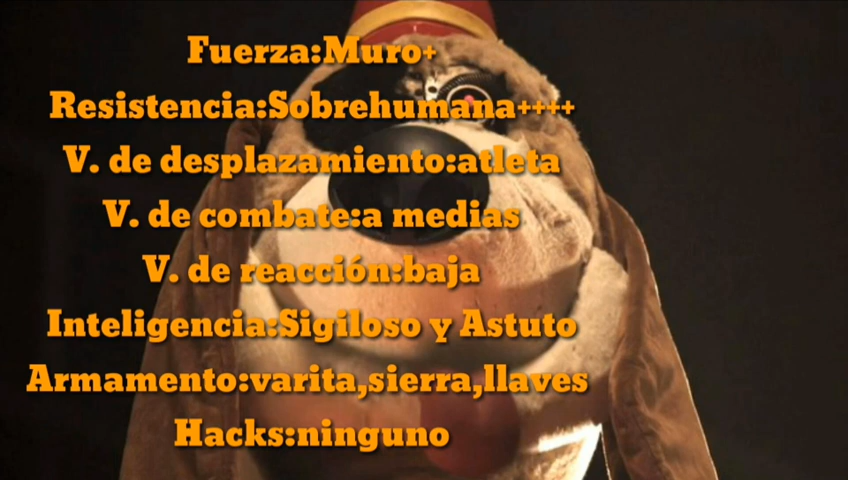 Fuerza:Muro+
Resistencia:Sobrehumana++++
V. de desplazamiento:atleta
V. de combate:a medias
V. de reacción:baja
Inteligencia:Sigiloso y Astuto
Armamento:varita,sierra,llaves
Hacks:ninguno